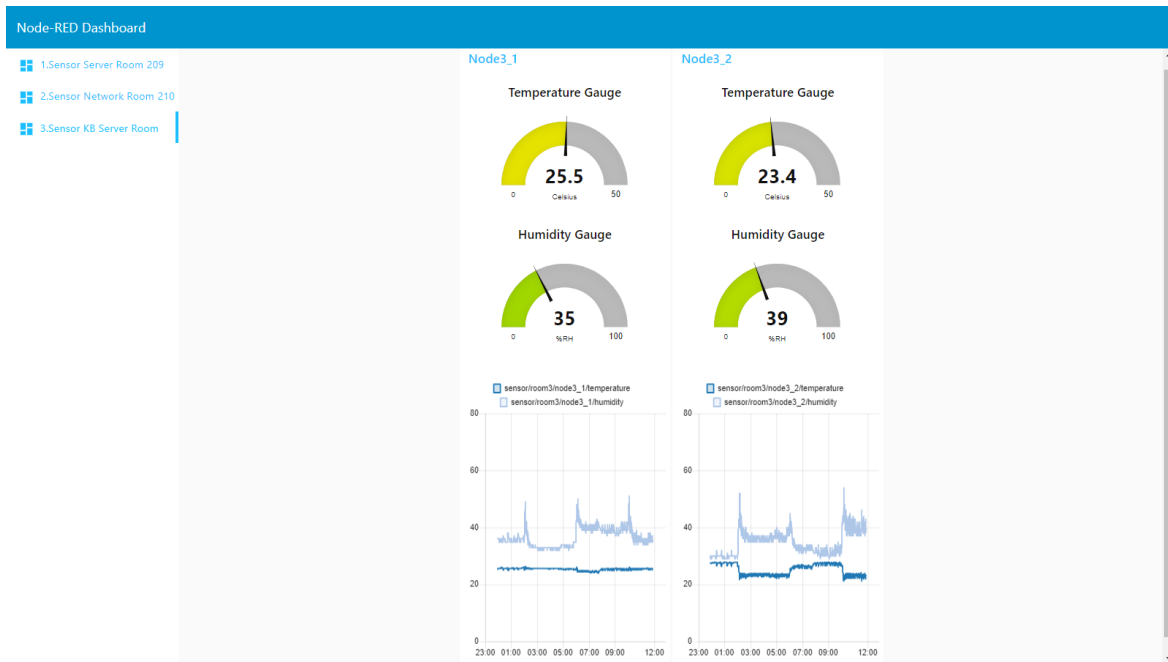 Node-RED Dashboard
1.Sensor Server Room 209
2.Sensor Network Room 210
3.Sensor KB Server Room
Node3_1
Temperature Gauge
25.5
0 Celsius 50
Humidity Gauge
35
0 %RH 100
sensor/room3/node3_1/temperature
sensor/room3/node3_1/humidity
80
60
40
20
0
23:00 01:00 03:00 05:00 07:00 09:00 12:00
Node3_2
Temperature Gauge
23.4
0 Celsius 50
Humidity Gauge
39
0 %RH 100
sensor/room3/node3_2/temperature
sensor/room3/node3_2/humidity
80
60
40
20
0
23:00 01:00 03:00 05:00 07:00 09:00 12:00